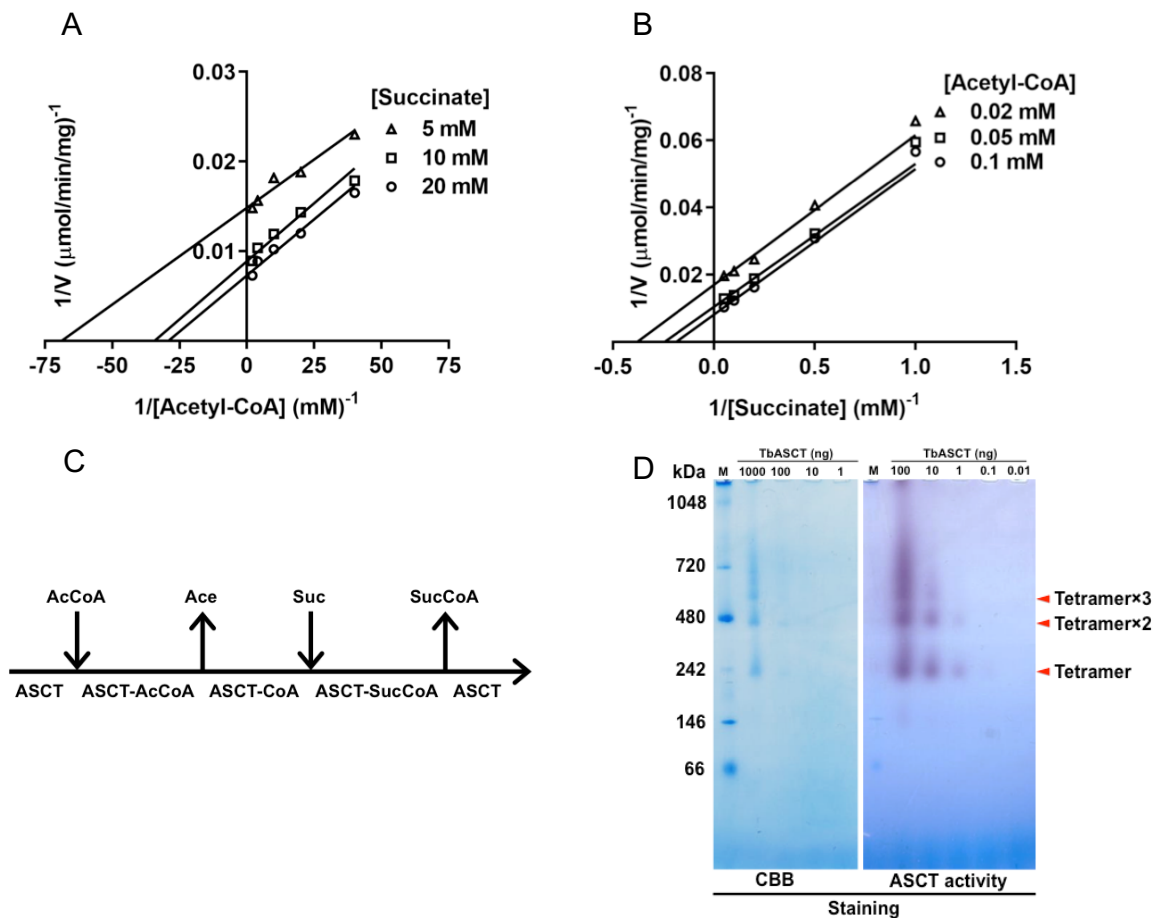 A
0.03
0.02
0.01
1/V (μmol/min/mg)-1
-75 -50 -25 0 25 50 75
1/[Acetyl-CoA] (mM)-1
[Succinate]
5 mM
10 mM
20 mM
B
0.08
0.06
0.04
0.02
1/V (μmol/min/mg)-1
-0.5 0.0 0.5 1.0 1.5
1/[Succinate] (mM)-1
[Acetyl-CoA]
0.02 mM
0.05 mM
0.1 mM
C
AcCoA Ace Suc SucCoA
ASCT ASCT-AcCoA ASCT-CoA ASCT-SucCoA ASCT
D
TbASCT (ng) TbASCT (ng)
kDa M 1000 100 10 1 M 100 10 1 0.1 0.01
1048
720
480
242
146
66
Tetramer×3
Tetramer×2
Tetramer
CBB ASCT activity
Staining